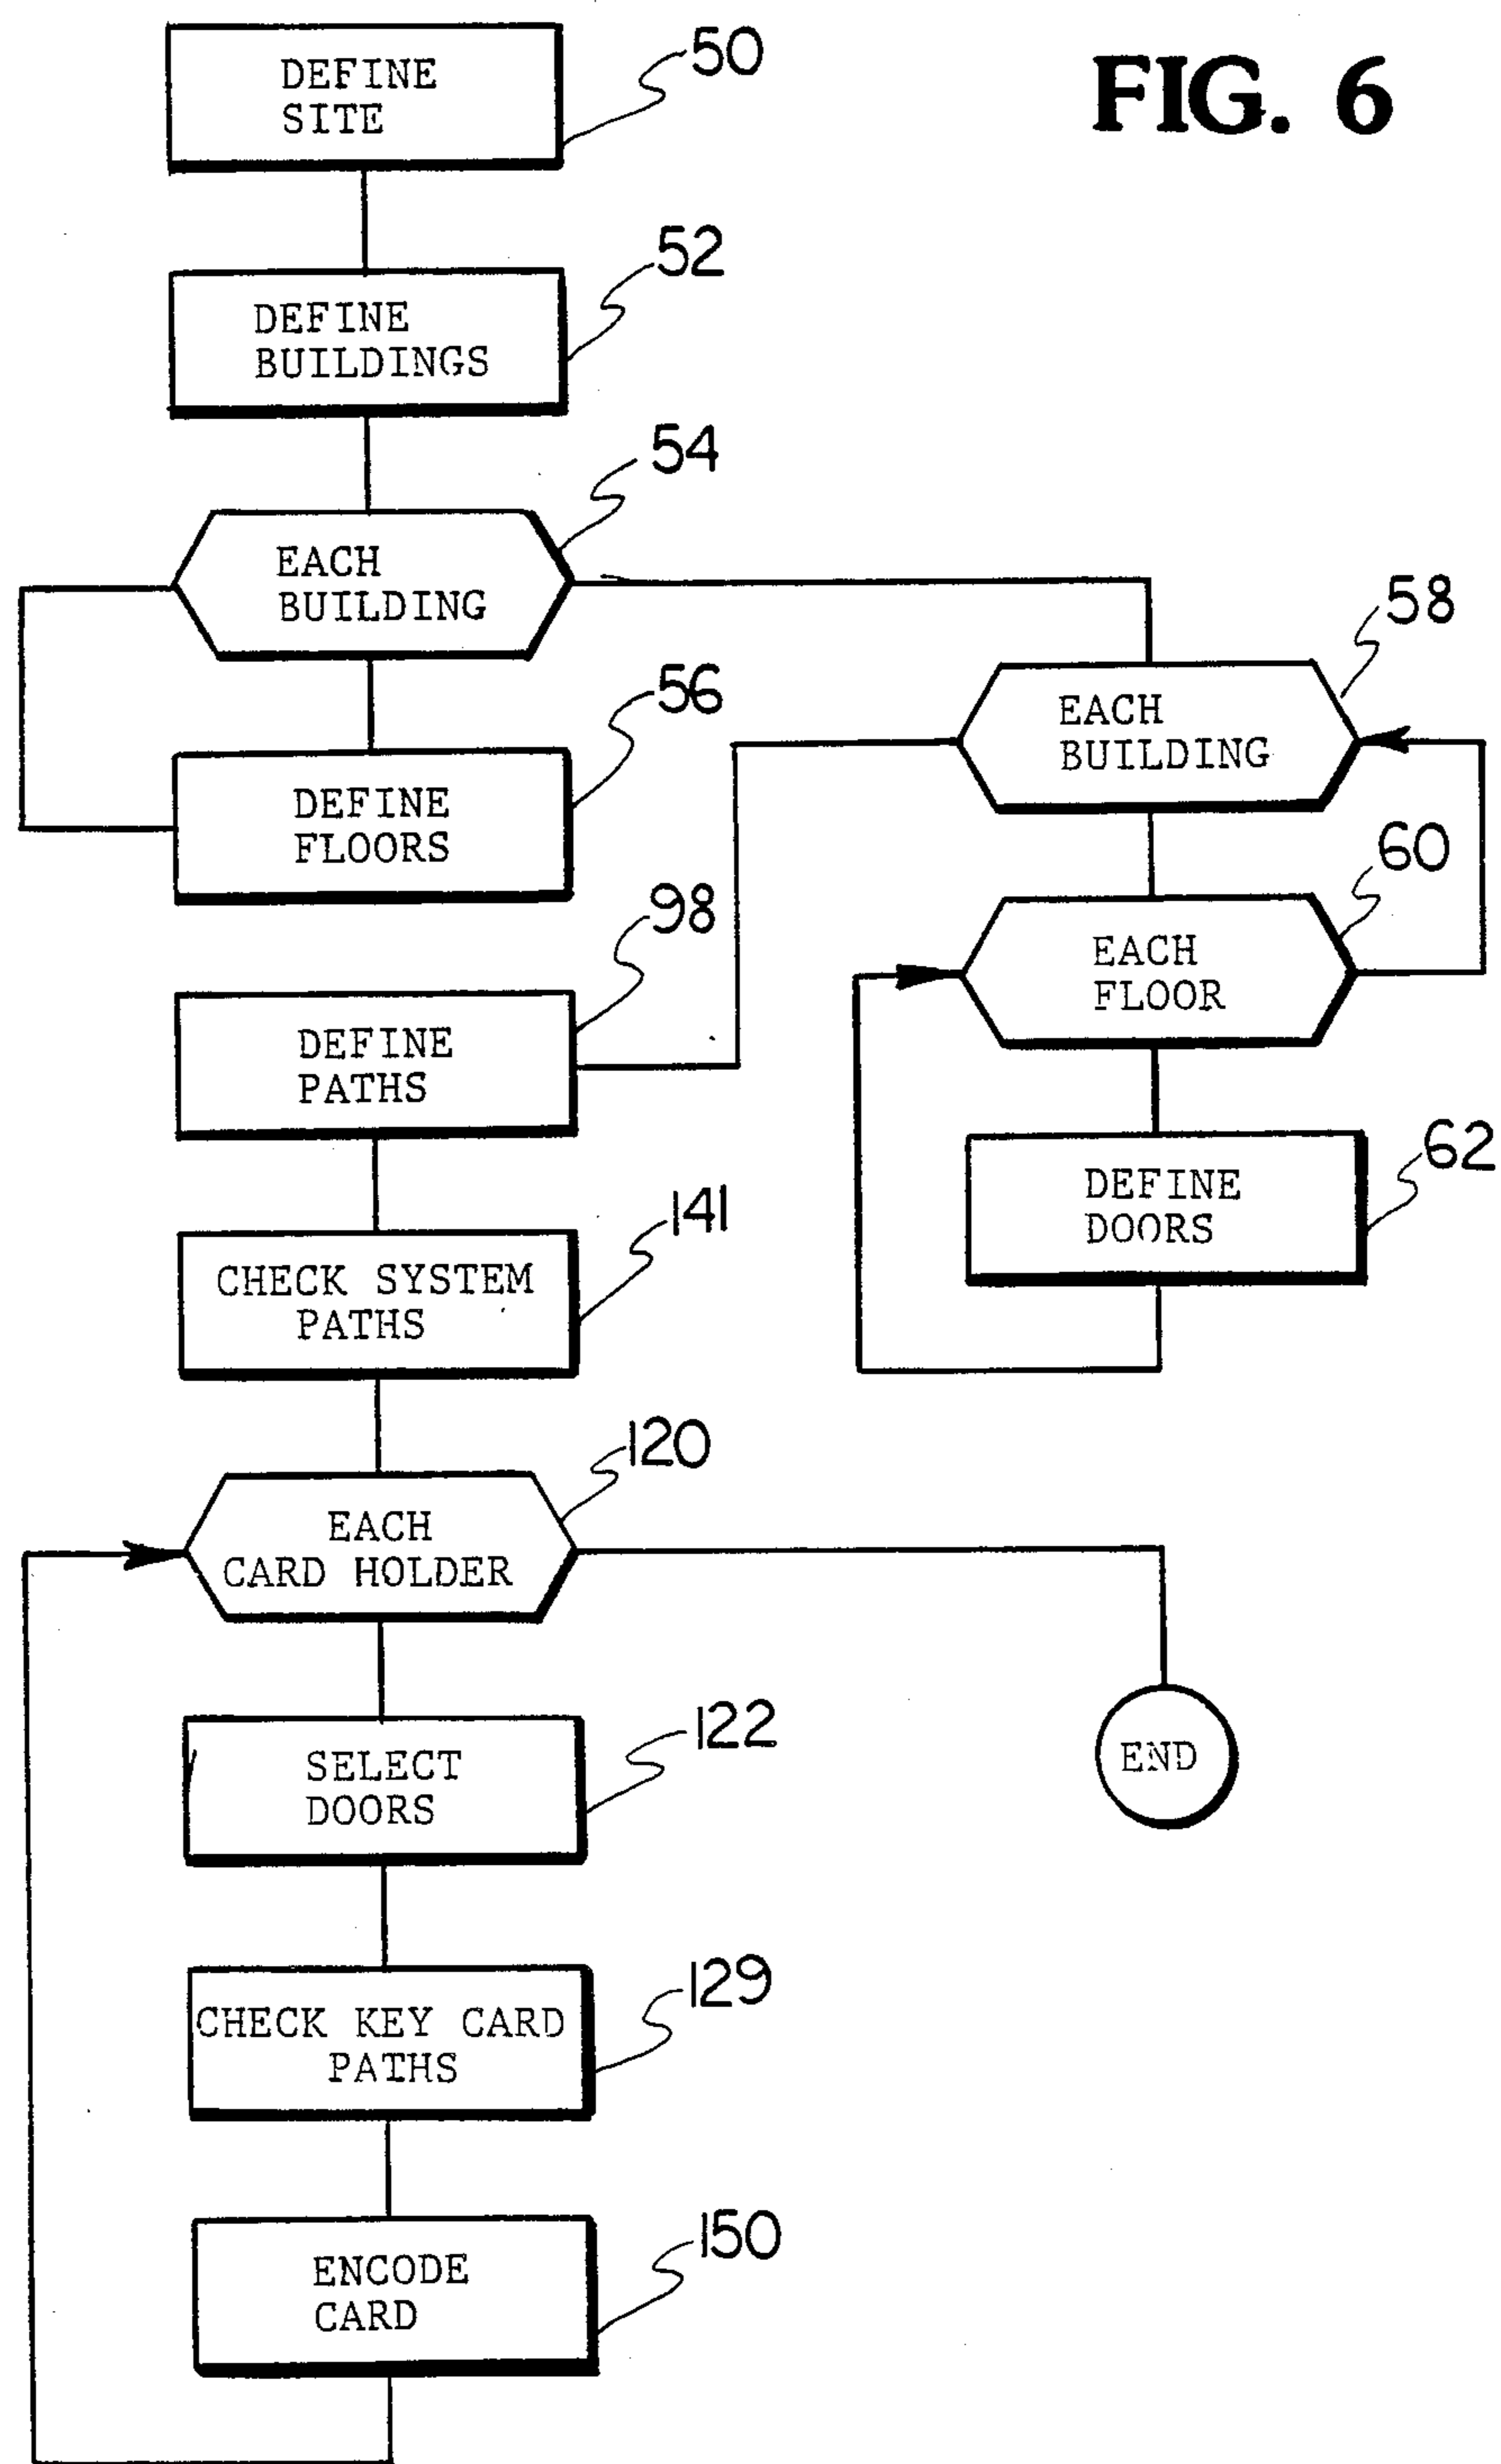 FIG. 6
50
DEFINE
SITE
52
DEFINE
BUILDINGS
54
EACH
BUILDING
56
DEFINE
FLOORS
58
EACH
BUILDING
60
EACH
FLOOR
62
DEFINE
DOORS
98
DEFINE
PATHS
141
CHECK SYSTEM
PATHS
120
EACH
CARD HOLDER
END
122
SELECT
DOORS
129
CHECK KEY CARD
PATHS
150
ENCODE
CARD